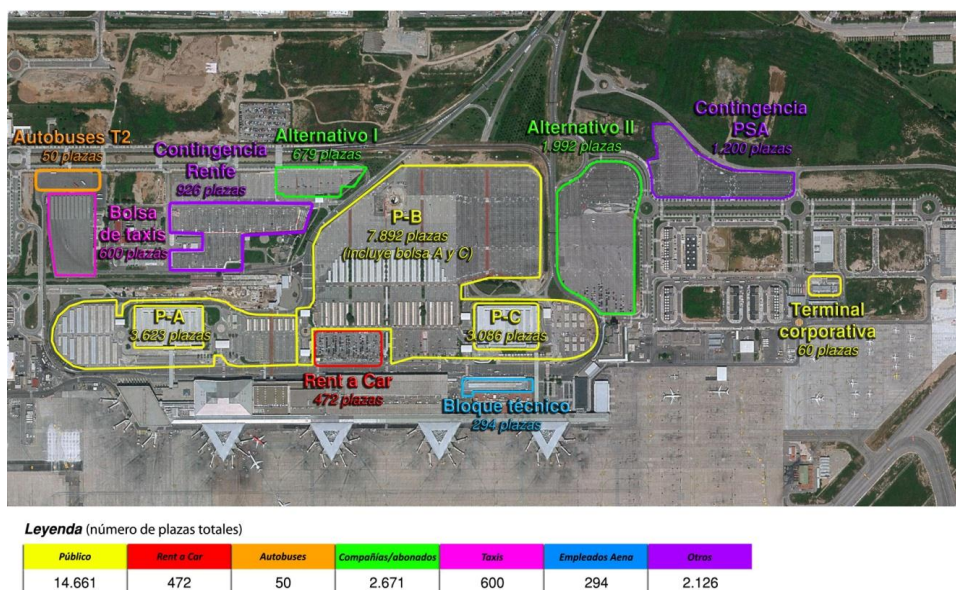 Autobuses T2
50 plazas
Contingencia
Renfe
926 plazas
Alternativo I
679 plazas
Alternativo II
1.992 plazas
Contingencia
PSA
1.200 plazas
Bolsa
de taxis
600 plazas
P-B
7.892 plazas
(Incluye bolsa A y C)
P-A
3.623 plazas
P-C
3.086 plazas
Terminal
corporativa
60 plazas
Rent a Car
472 plazas
Bloque técnico
294 plazas
Leyenda (número de plazas totales)
Público Rent a Car Autobuses Compañías/abonados Taxis Empleados Aena Otros
14.661 472 50 2.671 600 294 2.126